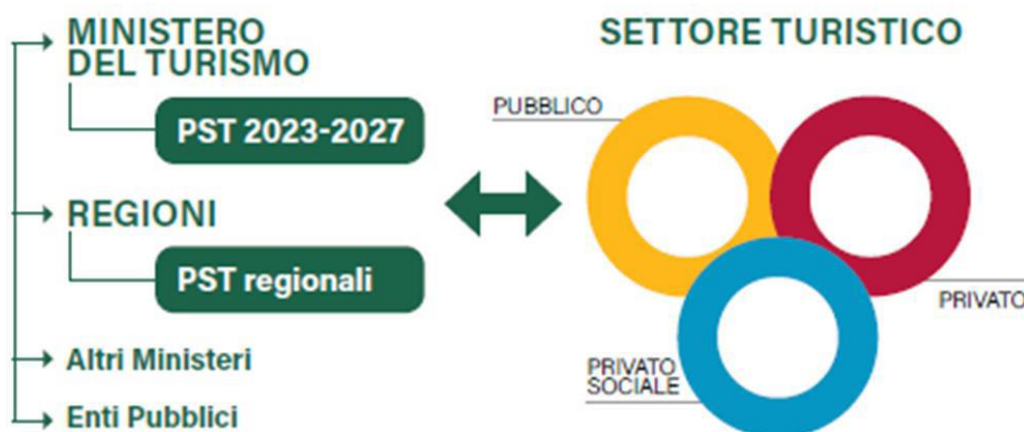 MINISTERO
DEL TURISMO
PST 2023-2027
REGIONI
PST regionali
Altri Ministeri
Enti Pubblici
SETTORE TURISTICO
PUBBLICO
PRIVATO
PRIVATO
SOCIALE